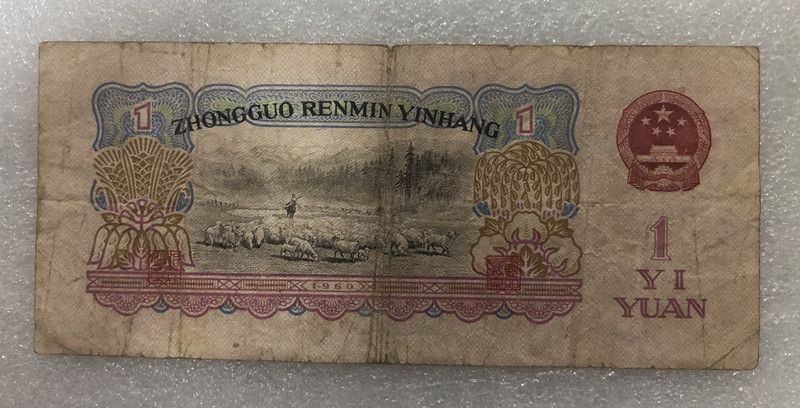 1 1
ZHONGGUO RENMIN YINHANG
1
YI
YUAN
1960